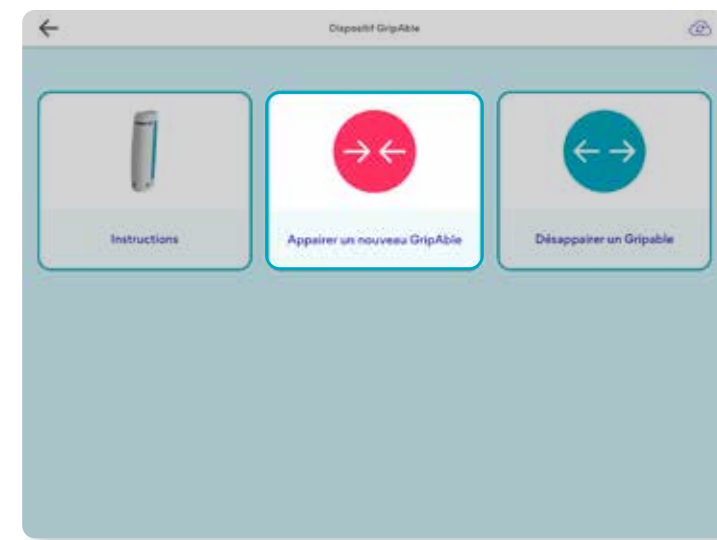 Dispositif GripAble
Instructions
Appairer un nouveau GripAble
Désappairer un Gripable